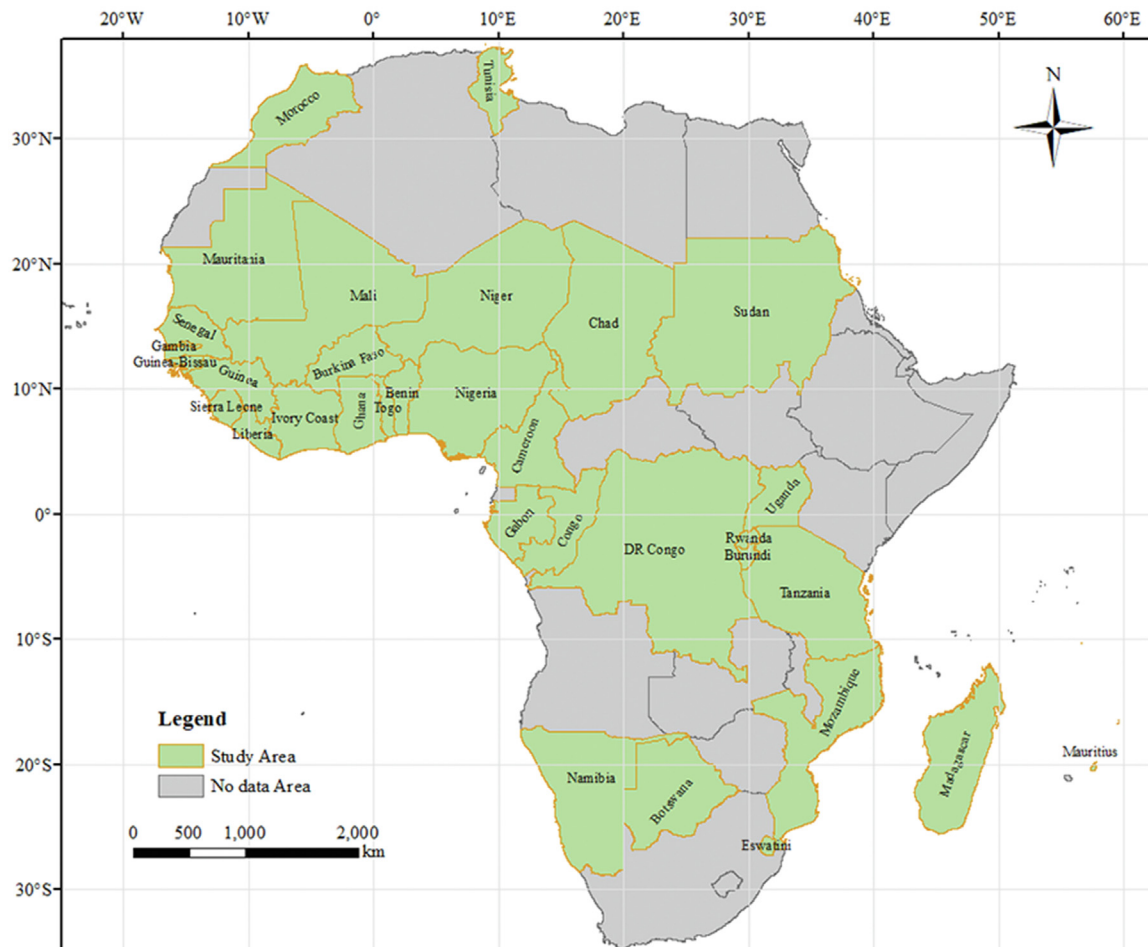 20°W 10°W 0° 10°E 20°E 30°E 40°E 50°E 60°E
N
Tunisia
Morocco
30°N
20°N
Mauritania
Mali
Niger
Chad
Sudan
Senegal
Gambia
Guinea-Bissau
Guinea
Burkina Faso
10°N
Sierra Leone
Ivory Coast
Ghana
Benin
Togo
Nigeria
Liberia
Cameroon
0°
Gabon
Congo
Uganda
DR Congo
Rwanda
Burundi
Tanzania
10°S
Mozambique
Legend
Study Area
No data Area
20°S
Namibia
Botswana
Madagascar
Mauritius
0 500 1,000 2,000
km
Eswatini
30°S